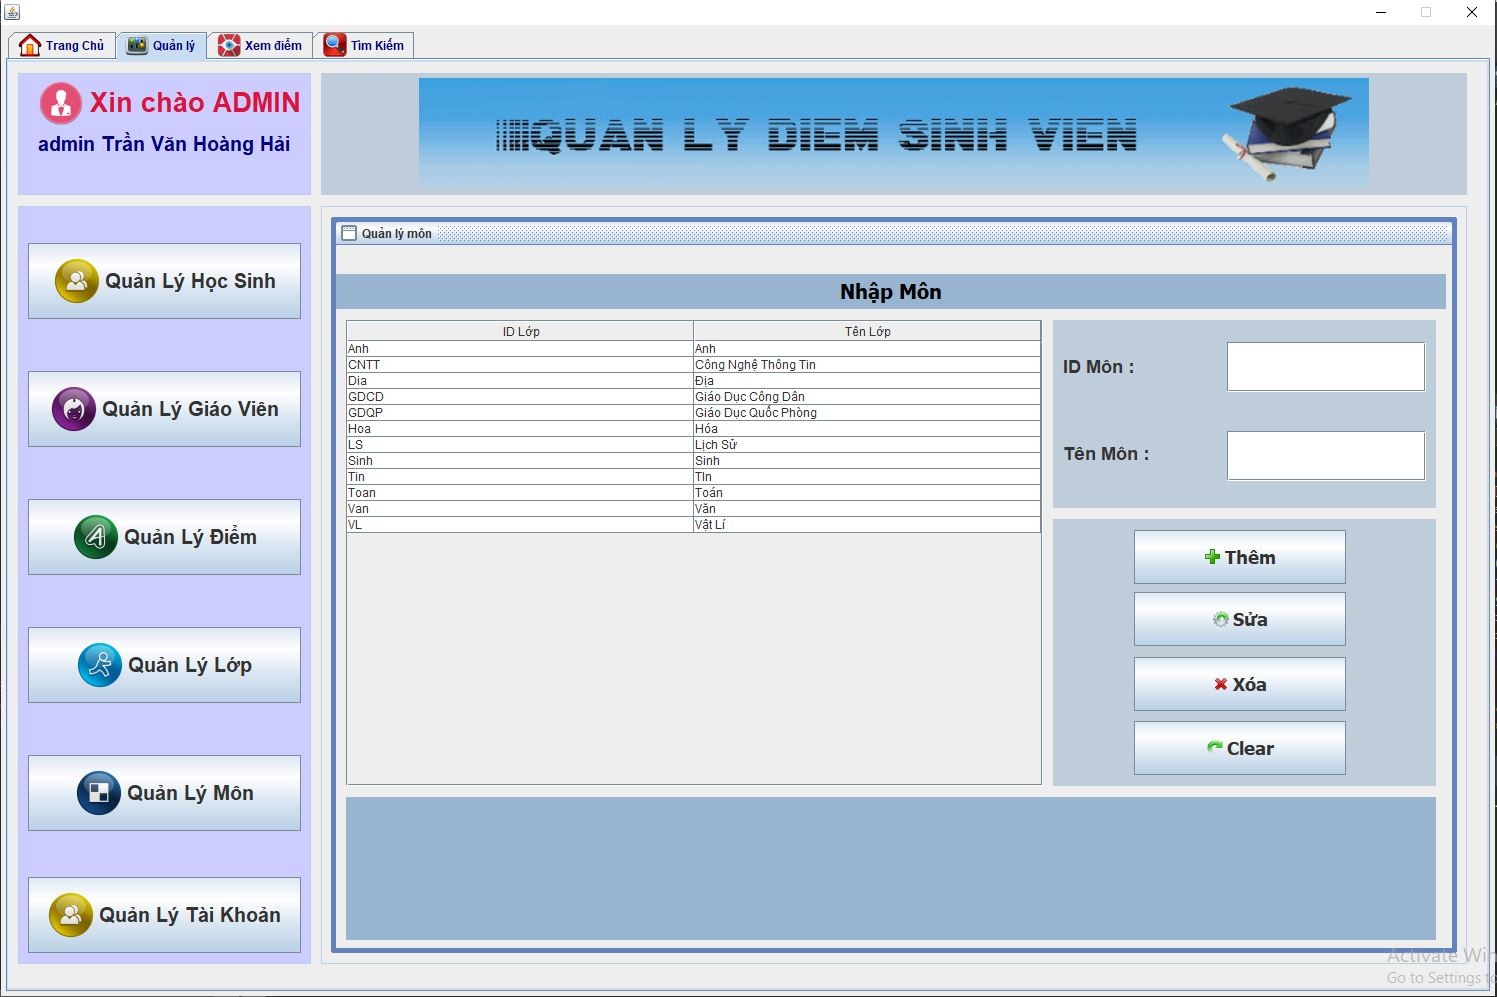 Trang Chủ
Quản lý
Xem điểm
Tìm Kiếm
Xin chào ADMIN
admin Trần Văn Hoàng Hải
QUAN LY DIEM SINH VIEN
Quản Lý Học Sinh
Quản Lý Giáo Viên
Quản Lý Điểm
Quản Lý Lớp
Quản Lý Môn
Quản Lý Tài Khoản
Quản lý môn
Nhập Môn
ID Lớp Tên Lớp
Anh Anh
CNTT Công Nghệ Thông Tin
Dia Địa
GDCD Giáo Dục Công Dân
GDQP Giáo Dục Quốc Phòng
Hoa Hóa
LS Lịch Sử
Sinh Sinh
Tin TIn
Toan Toán
Van Văn
VL Vật Lí
ID Môn :
Tên Môn :
Thêm
Sửa
Xóa
Clear
Activate Win
Go to Settings to